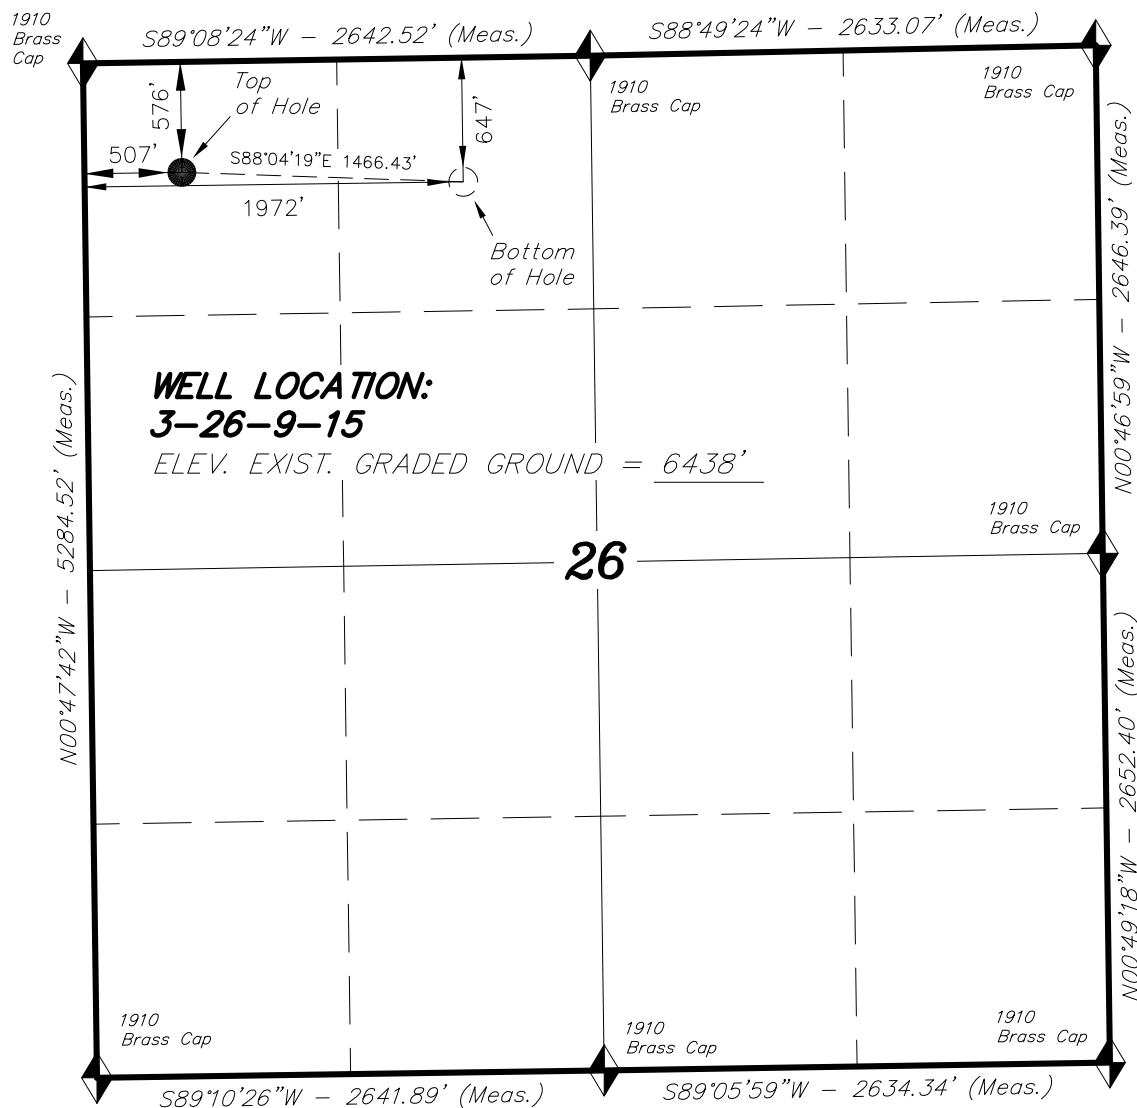 1910
Brass
Cap
S89°08'24"W - 2642.52' (Meas.)
S88°49'24"W - 2633.07' (Meas.)
1910
Brass Cap
1910
Brass Cap
Top
of Hole
576'
647'
507'
S88°04'19"E 1466.43'
1972'
Bottom
of Hole
N00°46'59"W - 2646.39' (Meas.)
WELL LOCATION:
3-26-9-15
ELEV. EXIST. GRADED GROUND = 6438'
N00°47'42"W - 5284.52' (Meas.)
1910
Brass Cap
26
N00°49'18"W - 2652.40' (Meas.)
1910
Brass Cap
1910
Brass Cap
1910
Brass Cap
S89°10'26"W - 2641.89' (Meas.)
S89°05'59"W - 2634.34' (Meas.)